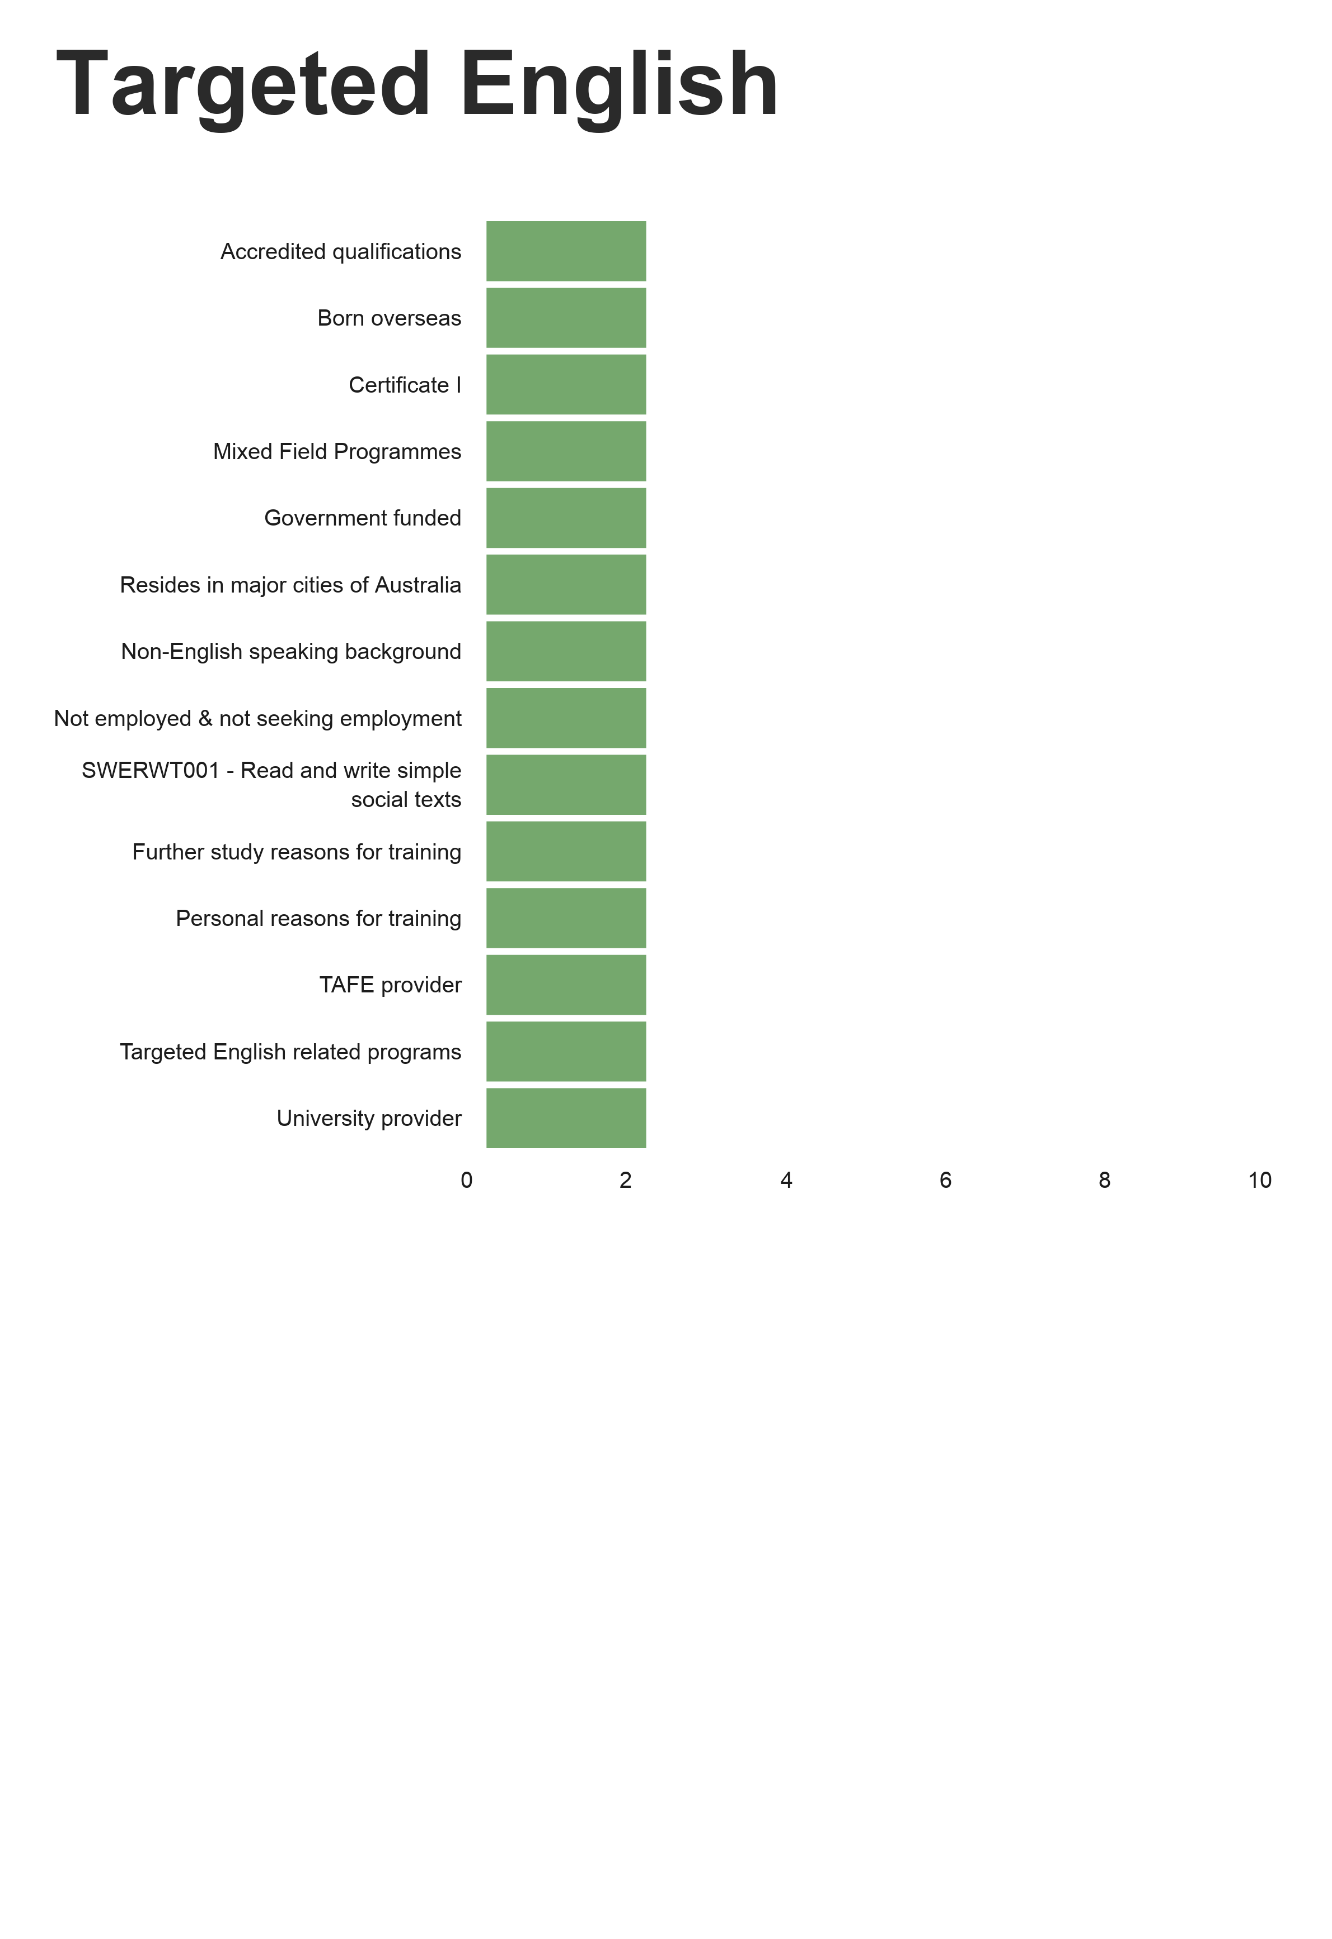 Targeted English
Accredited qualifications
Born overseas
Certificate I
Mixed Field Programmes
Government funded
Resides in major cities of Australia
Non-English speaking background
Not employed & not seeking employment
SWERWT001 - Read and write simple
social texts
Further study reasons for training
Personal reasons for training
TAFE provider
Targeted English related programs
University provider
0 2 4 6 8 10